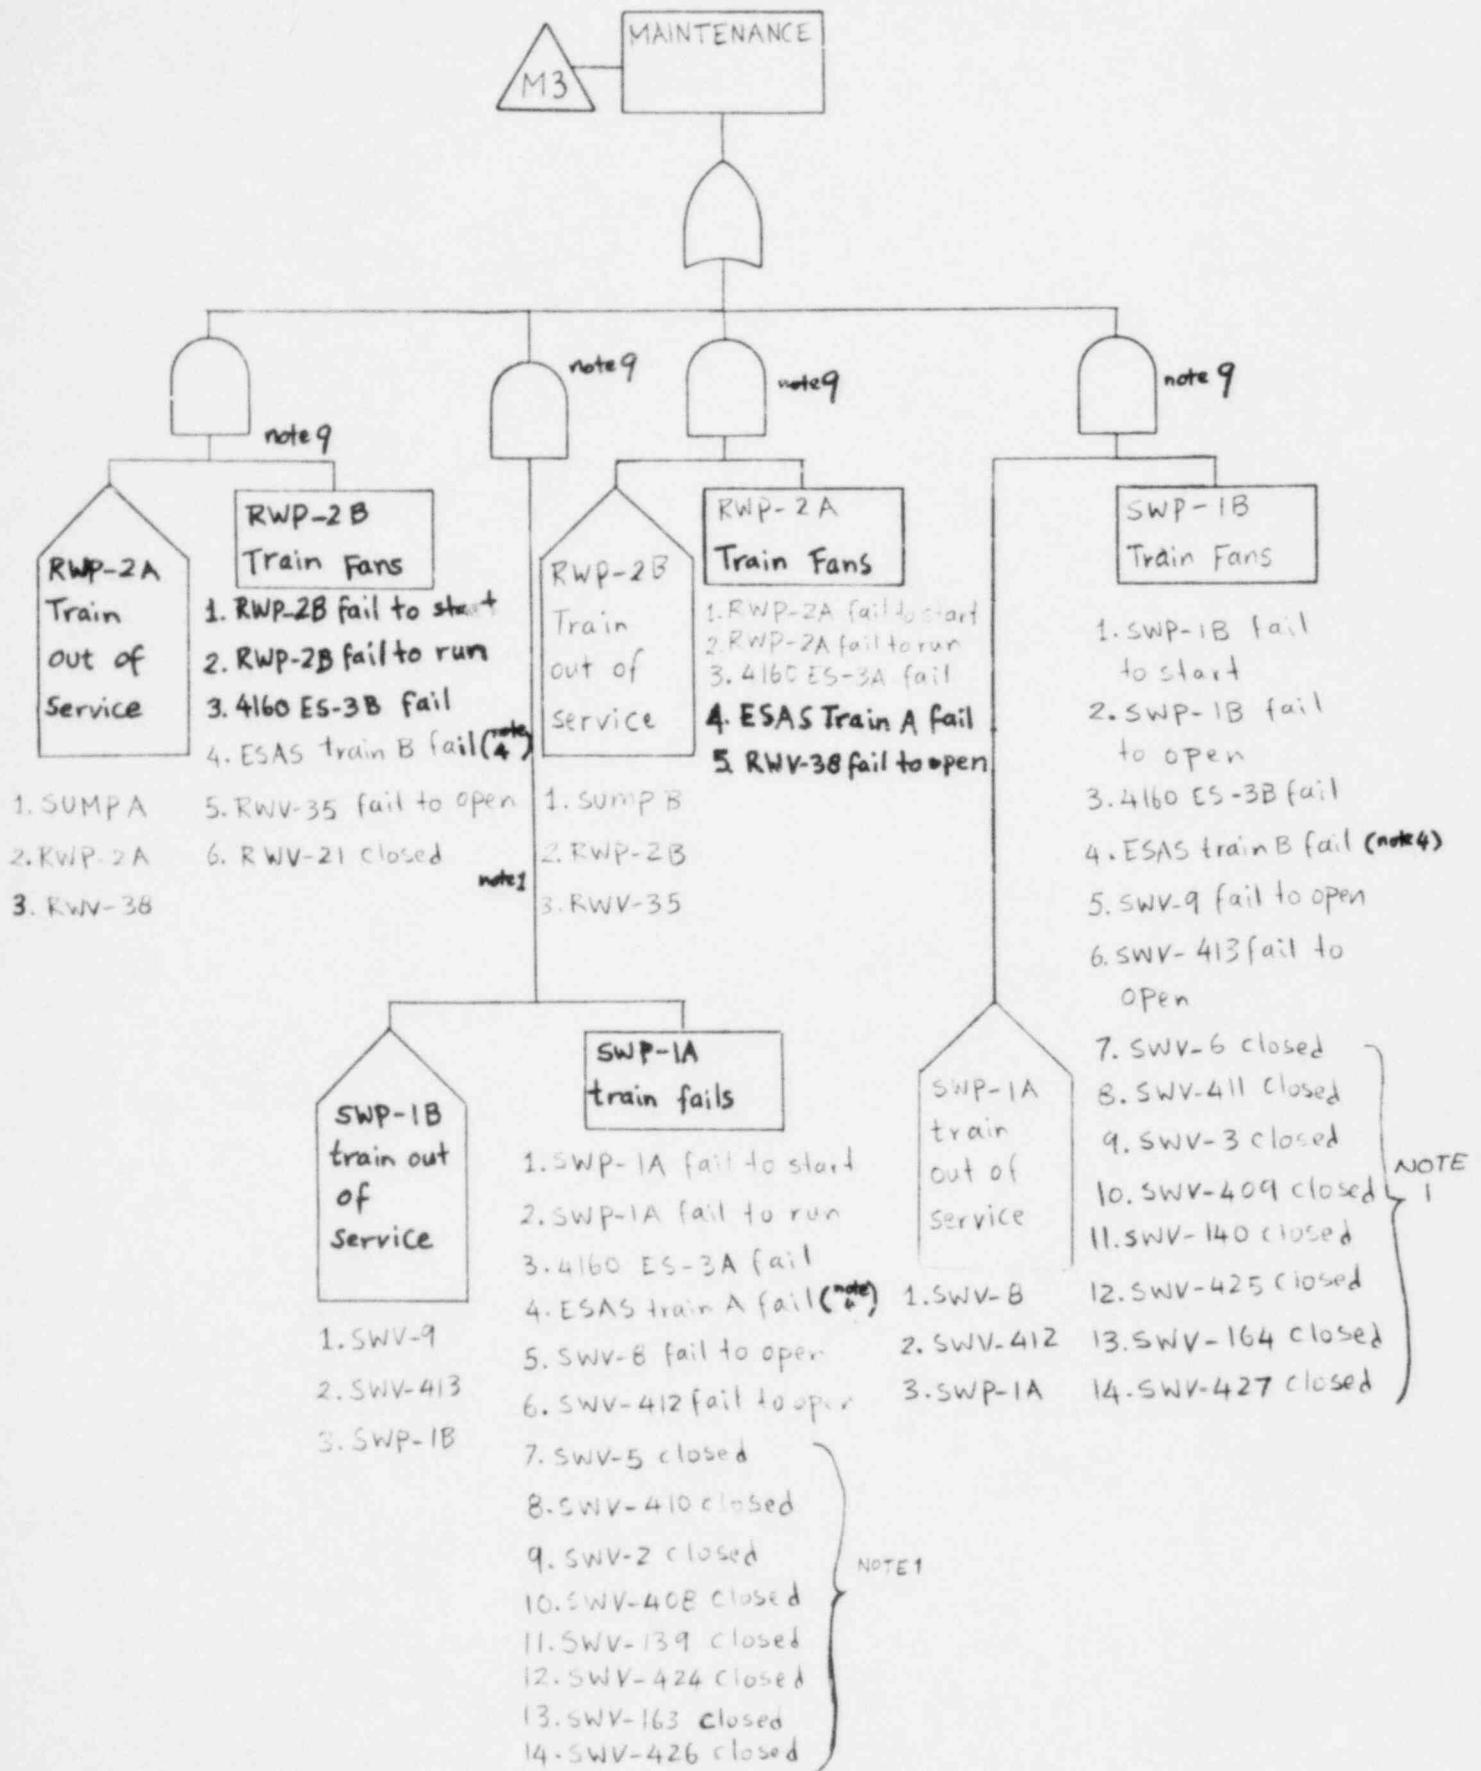 MAINTENANCE
M3
note 9
note 9
note 9
note 9
RWP-2A
Train
out of
Service
1. SUMP A
2. RWP-2A
3. RWV-38
RWP-2B
Train Fans
1. RWP-2B fail to start
2. RWP-2B fail to run
3. 4160 ES-3B fail
4. ESAS train B fail (note 4)
5. RWV-35 fail to open
6. RWV-21 closed
note 1
RWP-2B
Train
out of
service
1. SUMP B
2. RWP-2B
3. RWV-35
RWP-2A
Train Fans
1. RWP-2A fail to start
2. RWP-2A fail to run
3. 4160 ES-3A fail
4. ESAS Train A fail
5. RWV-38 fail to open
SWP-1B
Train Fans
1. SWP-1B fail
to start
2. SWP-1B fail
to open
3. 4160 ES-3B fail
4. ESAS train B fail (note 4)
5. SWV-9 fail to open
6. SWV-413 fail to
open
7. SWV-6 closed
8. SWV-411 closed
9. SWV-3 closed
10. SWV-409 closed
11. SWV-140 closed
12. SWV-425 closed
13. SWV-164 closed
14. SWV-427 closed
NOTE
1
SWP-1B
train out
of
service
1. SWV-9
2. SWV-413
3. SWP-1B
SWP-1A
train fails
1. SWP-1A fail to start
2. SWP-1A fail to run
3. 4160 ES-3A fail
4. ESAS train A fail (note 4)
5. SWV-8 fail to open
6. SWV-412 fail to open
7. SWV-5 closed
8. SWV-410 closed
9. SWV-2 closed
10. SWV-408 closed
11. SWV-139 closed
12. SWV-424 closed
13. SWV-163 closed
14. SWV-426 closed
NOTE 1
SWP-1A
train
out of
service
1. SWV-8
2. SWV-412
3. SWP-1A